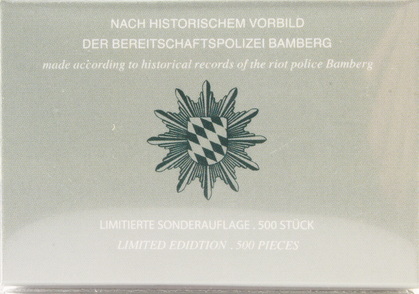 NACH HISTORISCHEM VORBILD
DER BEREITSCHAFTSPOLIZEI BAMBERG
made according to historical records of the riot police Bamberg
LIMITIERTE SONDERAUFLAGE . 500 STÜCK
LIMITED EDIDTION . 500 PIECES